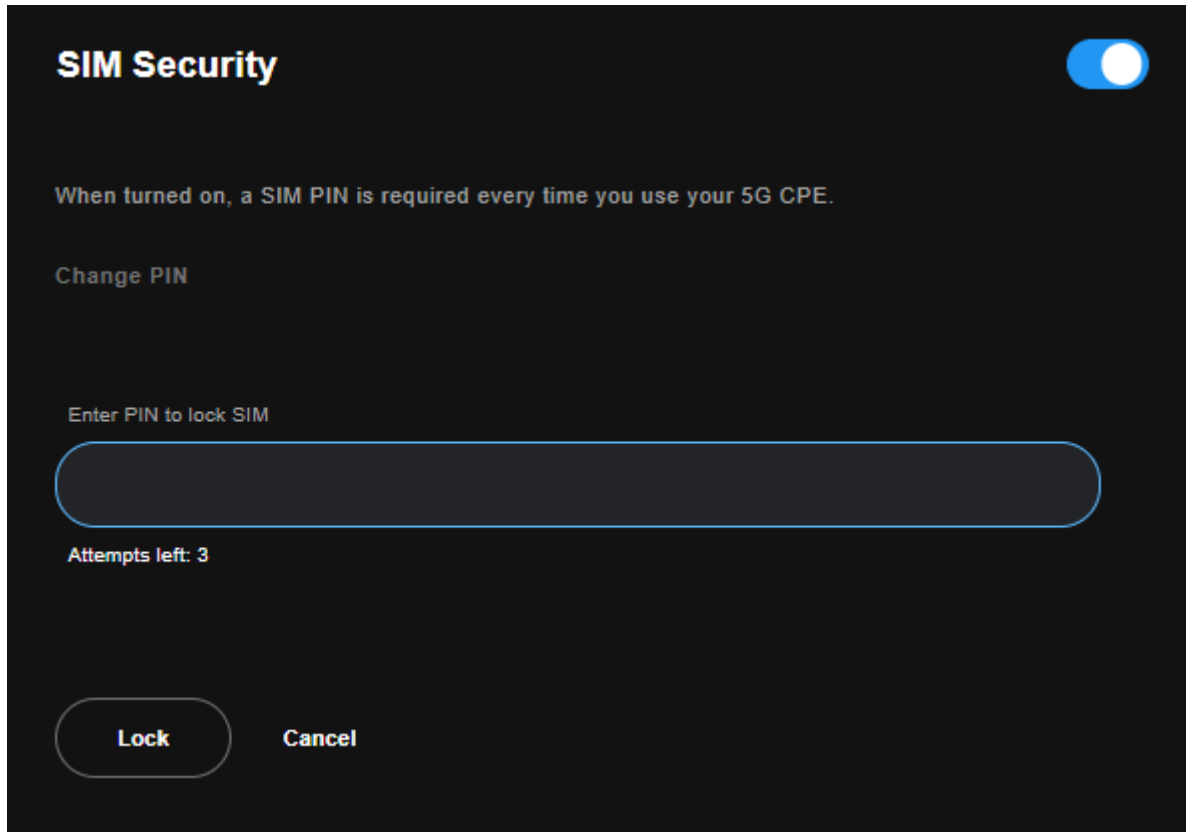 SIM Security
When turned on, a SIM PIN is required every time you use your 5G CPE.
Change PIN
Enter PIN to lock SIM
Attempts left: 3
Lock Cancel